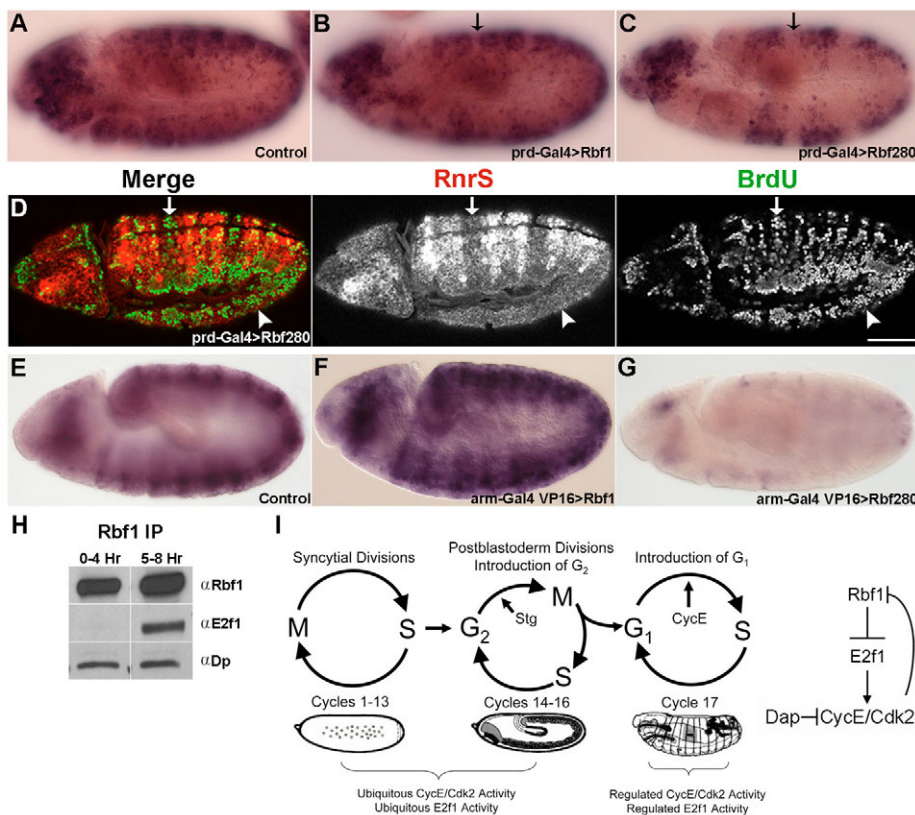 A
B
C
Control
prd-Gal4>Rbf1
prd-Gal4>Rbf280
Merge
RnrS
BrdU
D
prd-Gal4>Rbf280
E
F
G
Control
arm-Gal4 VP16>Rbf1
arm-Gal4 VP16>Rbf280
H
Rbf1 IP
0-4 Hr
5-8 Hr
αRbf1
αE2f1
αDp
I
Syncytial Divisions
M
S
Cycles 1-13
Postblastoderm Divisions
Introduction of G2
G2
M
Stg
S
Cycles 14-16
Introduction of G1
G1
CycE
S
Cycle 17
Ubiquitous CycE/Cdk2 Activity
Ubiquitous E2f1 Activity
Regulated CycE/Cdk2 Activity
Regulated E2f1 Activity
Rbf1
E2f1
Dap
CycE/Cdk2